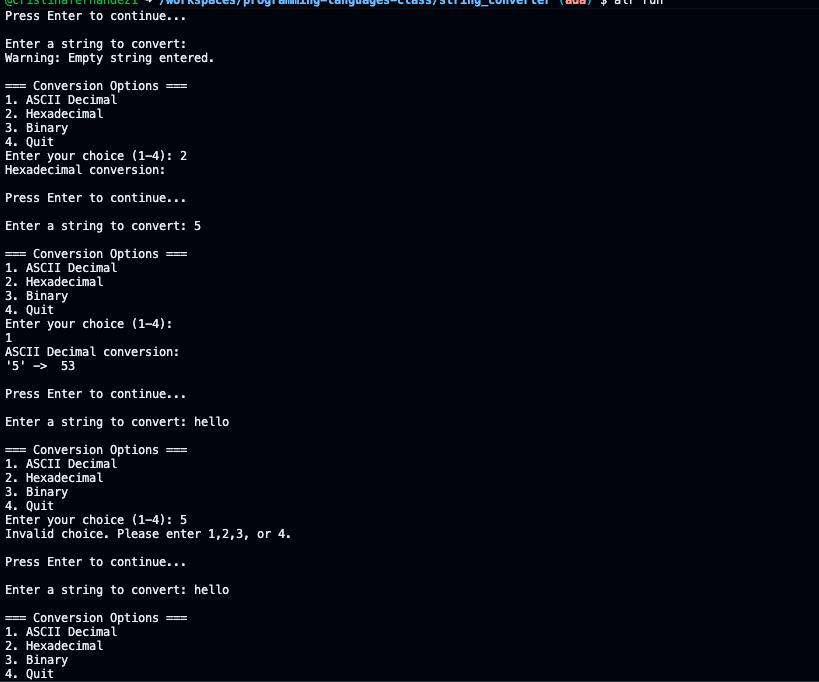 @cristinafernandez1 → /workspaces/programming-languages-class/string_converter (ada) $ alr run
Press Enter to continue...
Enter a string to convert:
Warning: Empty string entered.
=== Conversion Options ===
1. ASCII Decimal
2. Hexadecimal
3. Binary
4. Quit
Enter your choice (1-4): 2
Hexadecimal conversion:
Press Enter to continue...
Enter a string to convert: 5
=== Conversion Options ===
1. ASCII Decimal
2. Hexadecimal
3. Binary
4. Quit
Enter your choice (1-4):
1
ASCII Decimal conversion:
'5' ->  53
Press Enter to continue...
Enter a string to convert: hello
=== Conversion Options ===
1. ASCII Decimal
2. Hexadecimal
3. Binary
4. Quit
Enter your choice (1-4): 5
Invalid choice. Please enter 1,2,3, or 4.
Press Enter to continue...
Enter a string to convert: hello
=== Conversion Options ===
1. ASCII Decimal
2. Hexadecimal
3. Binary
4. Quit